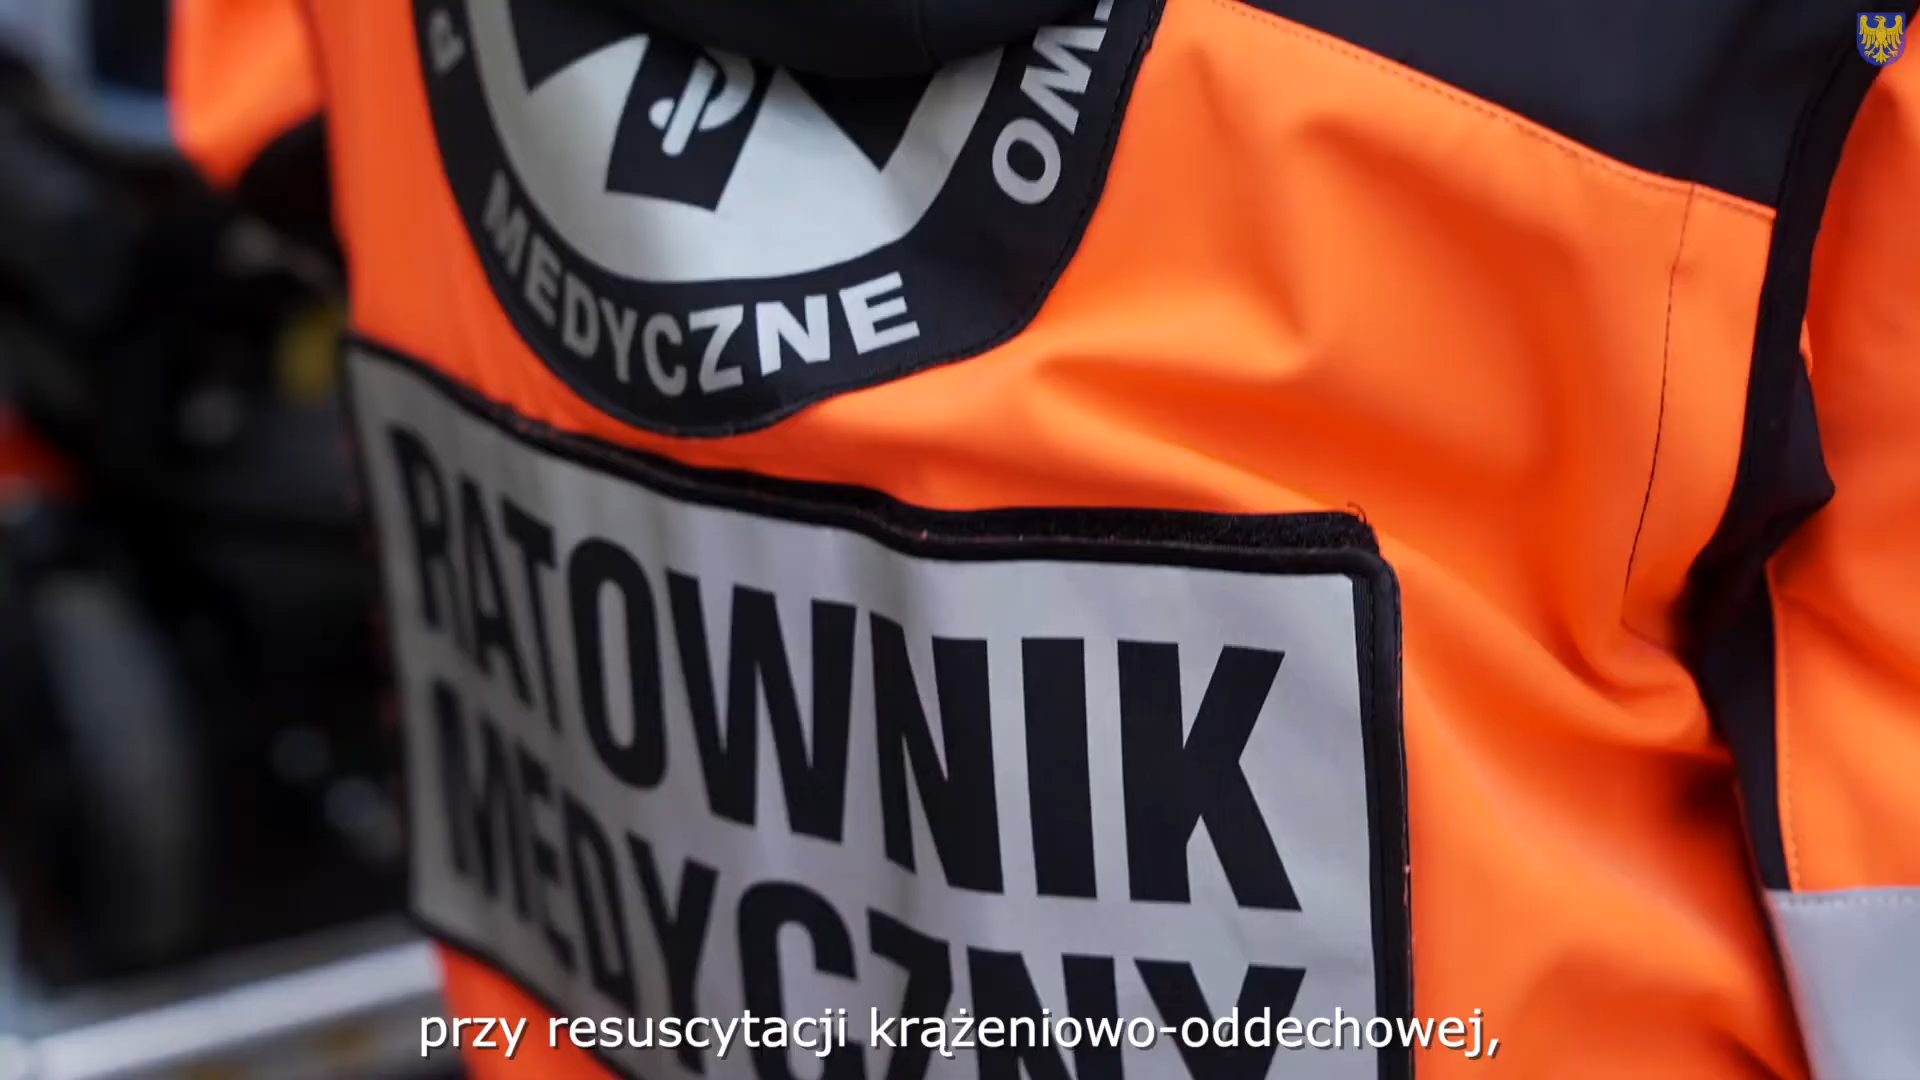 MEDYCZNE
RATOWNIK
MEDYCZNY
przy resuscytacji krążeniowo-oddechowej,